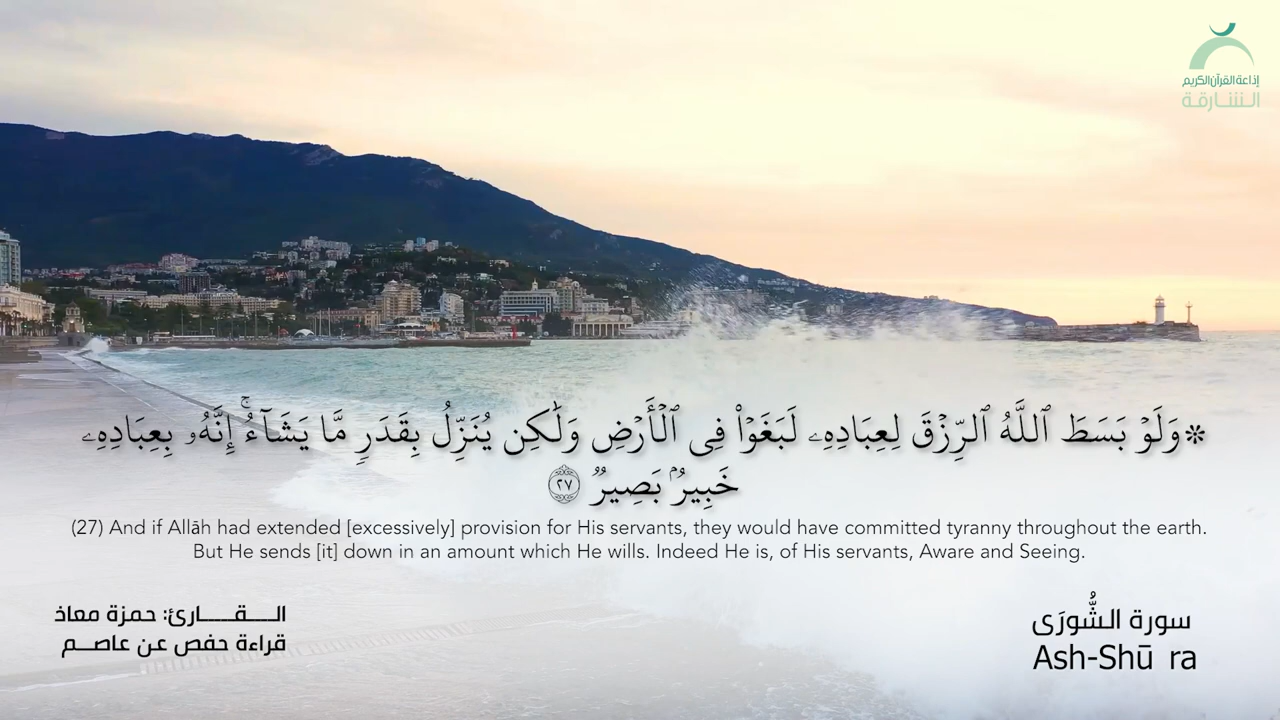 إذاعة القرآن الكريم
الشارقة
۞ وَلَوۡ بَسَطَ ٱللَّهُ ٱلرِّزۡقَ لِعِبَادِهِۦ لَبَغَوۡاْ فِي ٱلۡأَرۡضِ وَلَٰكِن يُنَزِّلُ بِقَدَرٖ مَّا يَشَآءُۚ إِنَّهُۥ بِعِبَادِهِۦ
خَبِيرُۢ بَصِيرٞ ٢٧
(27) And if Allāh had extended [excessively] provision for His servants, they would have committed tyranny throughout the earth.
But He sends [it] down in an amount which He wills. Indeed He is, of His servants, Aware and Seeing.
سورة الشُّورَى
Ash-Shū ra
الـــقـــارئ: حمزة معاذ
قراءة حفص عن عاصــم